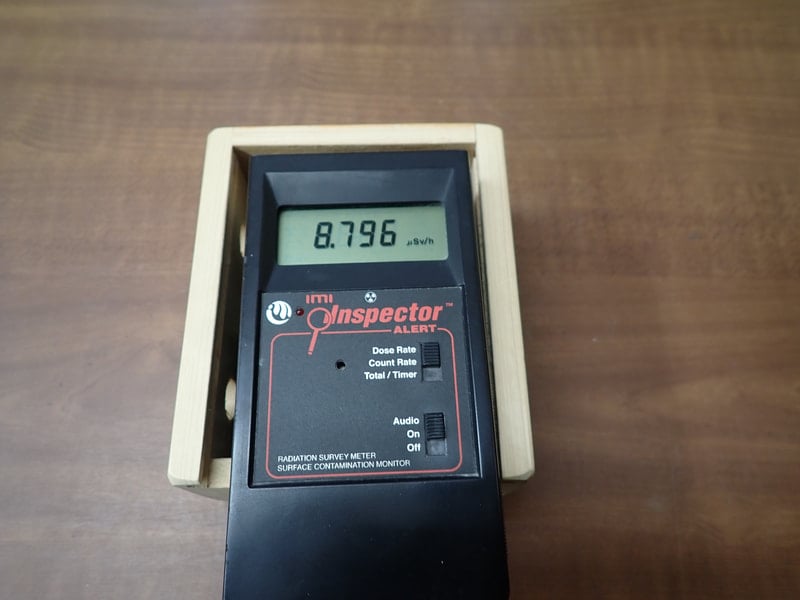 8.796 µSv/h
imi
Inspector™
ALERT
Dose Rate
Count Rate
Total / Timer
Audio
On
Off
RADIATION SURVEY METER
SURFACE CONTAMINATION MONITOR